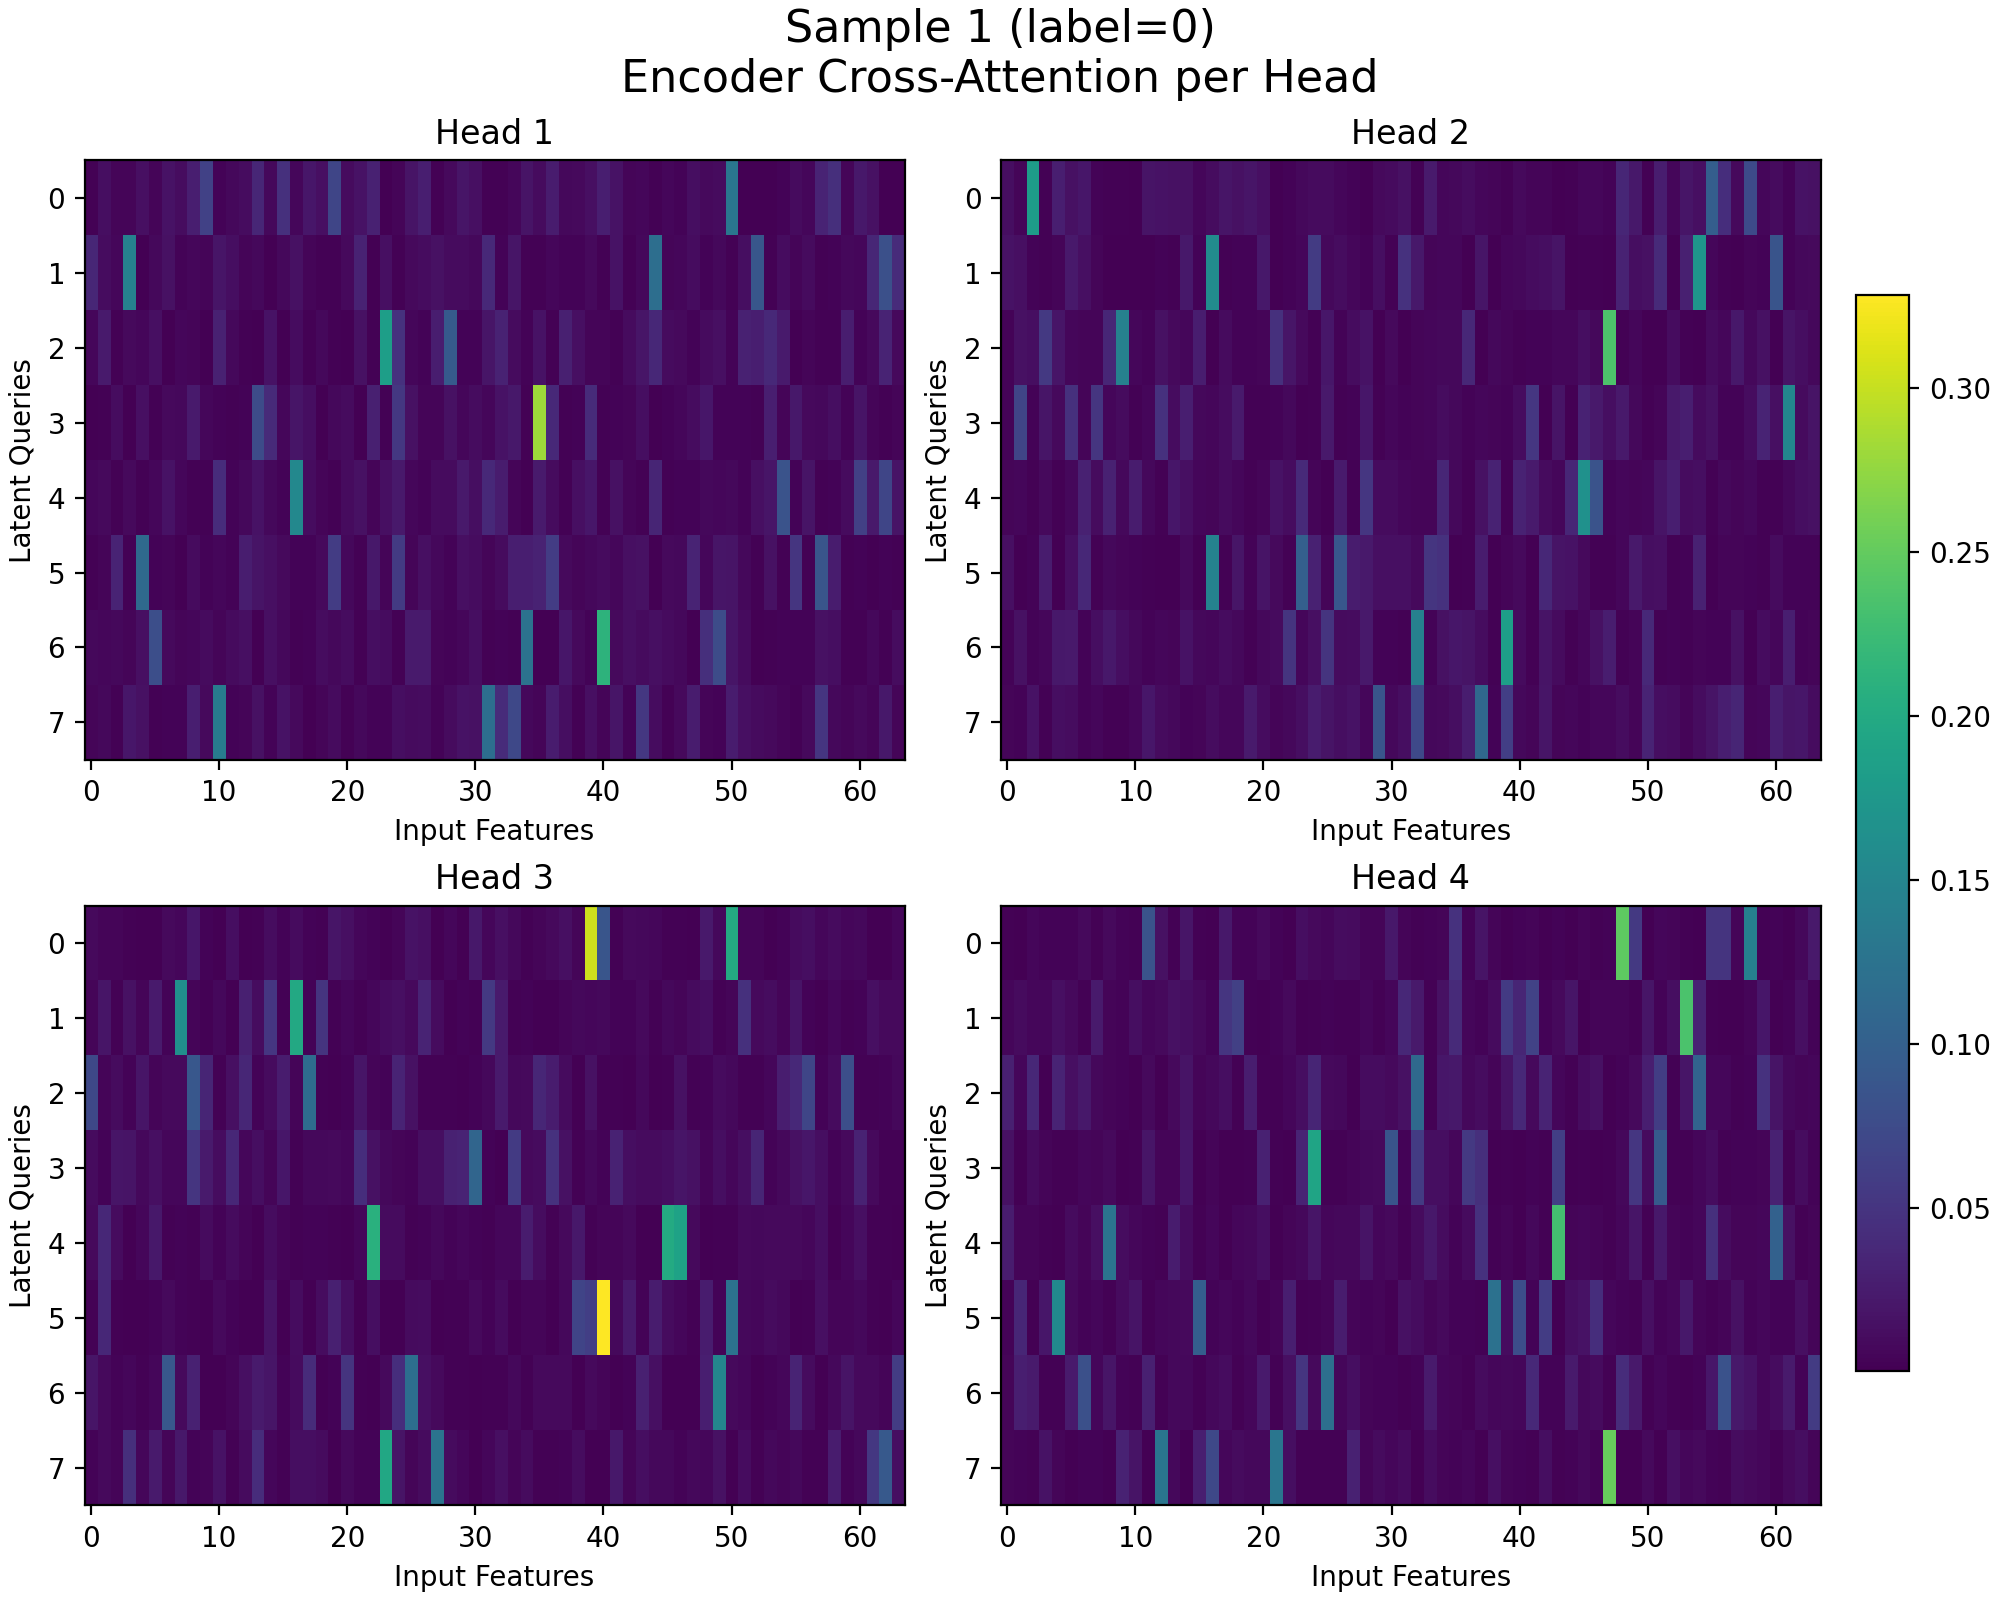 Sample 1 (label=0)
Encoder Cross-Attention per Head
Head 1
Head 2
Latent Queries
0
1
2
3
4
5
6
7
0 10 20 30 40 50 60
Input Features
Latent Queries
0
1
2
3
4
5
6
7
0 10 20 30 40 50 60
Input Features
Head 3
Head 4
Latent Queries
0
1
2
3
4
5
6
7
0 10 20 30 40 50 60
Input Features
Latent Queries
0
1
2
3
4
5
6
7
0 10 20 30 40 50 60
Input Features
0.30
0.25
0.20
0.15
0.10
0.05